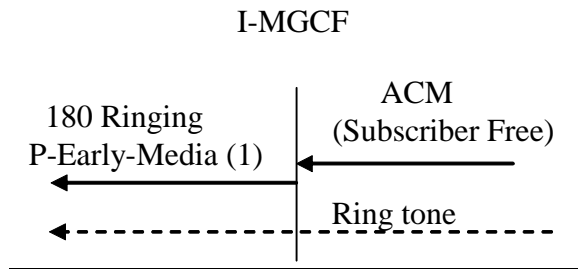 I-MGCF
ACM
180 Ringing
(Subscriber Free)
P-Early-Media (1)
Ring tone